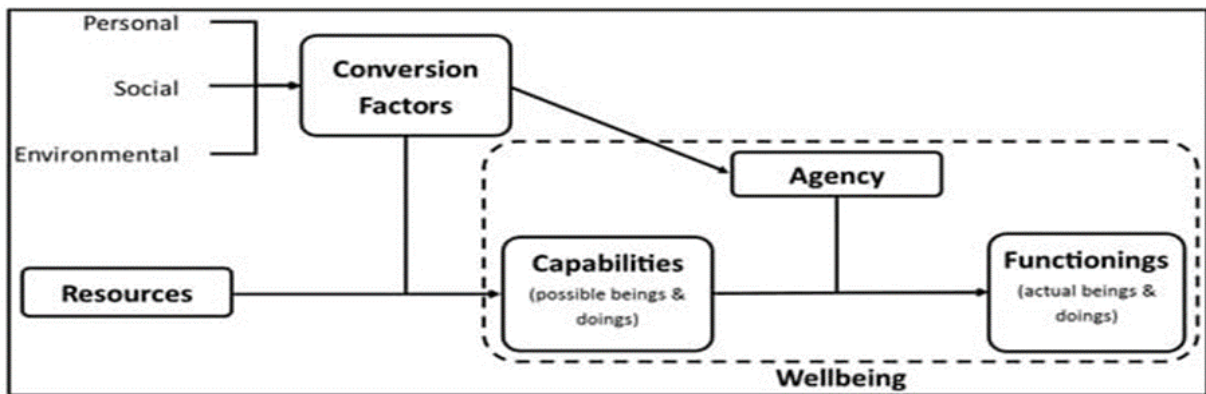 Personal
Social
Environmental
Conversion
Factors
Agency
Resources
Capabilities
(possible beings &
doings)
Functionings
(actual beings &
doings)
Wellbeing